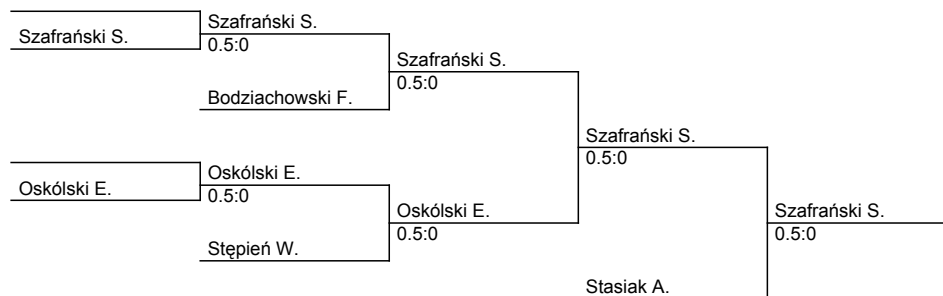 Szafrański S.
Szafrański S.
0.5:0
Szafrański S.
0.5:0
Bodziachowski F.
Szafrański S.
0.5:0
Oskólski E.
Oskólski E.
0.5:0
Oskólski E.
0.5:0
Szafrański S.
0.5:0
Stępień W.
Stasiak A.